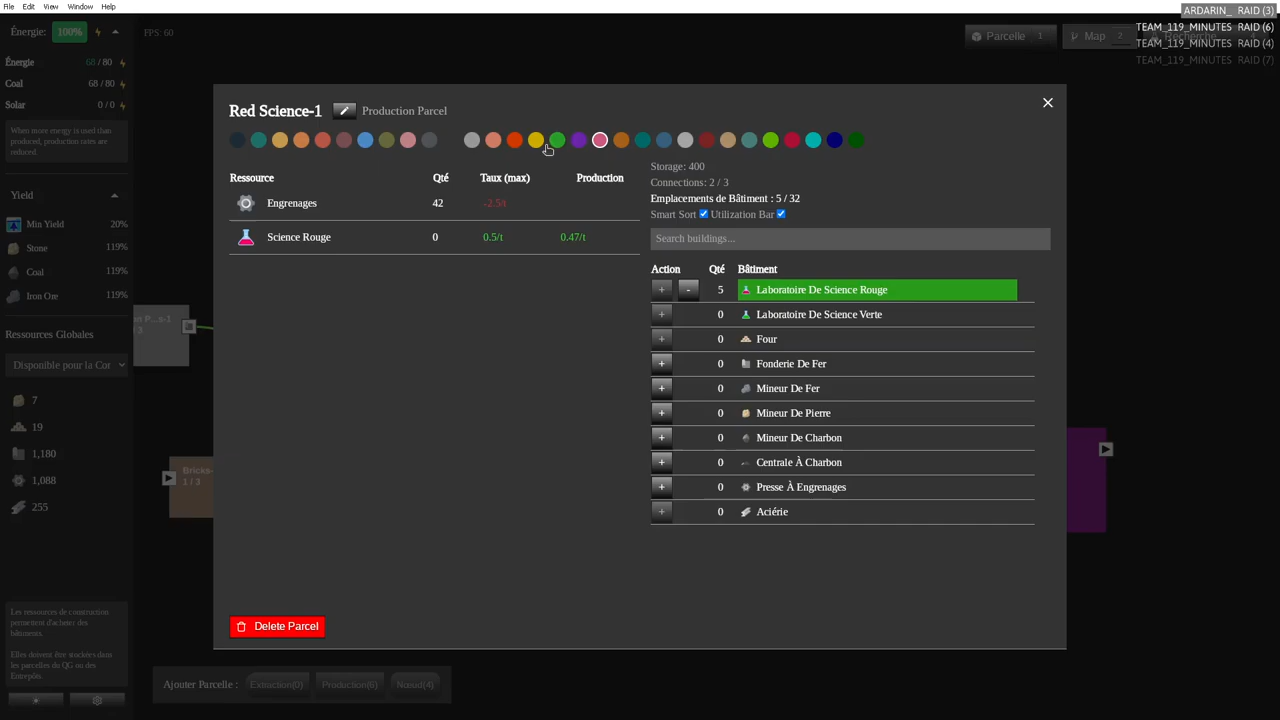 File Edit View Window Help
ARDARIN_ RAID (3)
TEAM_119_MINUTES RAID (6)
TEAM_119_MINUTES RAID (4)
TEAM_119_MINUTES RAID (7)
Énergie: 100%
FPS: 60
Parcelle 1
Map 2
Recherche
Énergie 68 / 80
Coal 68 / 80
Solar 0 / 0
When more energy is used than
produced, production rates are
reduced.
Yield
Min Yield 20%
Stone 119%
Coal 119%
Iron Ore 119%
Ressources Globales
Disponible pour la Cor
7
19
1,180
1,088
255
Les ressources de construction
permettent d'acheter des
bâtiments.
Elles doivent être stockées dans
les parcelles du QG ou des
Entrepôts.
an P...s-1
/ 3
Bricks-
1 / 3
Red Science-1
Production Parcel
Ressource Qté Taux (max) Production
Engrenages 42 -2.5/t
Science Rouge 0 0.5/t 0.47/t
Delete Parcel
Storage: 400
Connections: 2 / 3
Emplacements de Bâtiment : 5 / 32
Smart Sort Utilization Bar
Search buildings...
Action Qté Bâtiment
+ - 5 Laboratoire De Science Rouge
+ 0 Laboratoire De Science Verte
+ 0 Four
+ 0 Fonderie De Fer
+ 0 Mineur De Fer
+ 0 Mineur De Pierre
+ 0 Mineur De Charbon
+ 0 Centrale À Charbon
+ 0 Presse À Engrenages
+ 0 Aciérie
Ajouter Parcelle : Extraction(0) Production(6) Nœud(4)